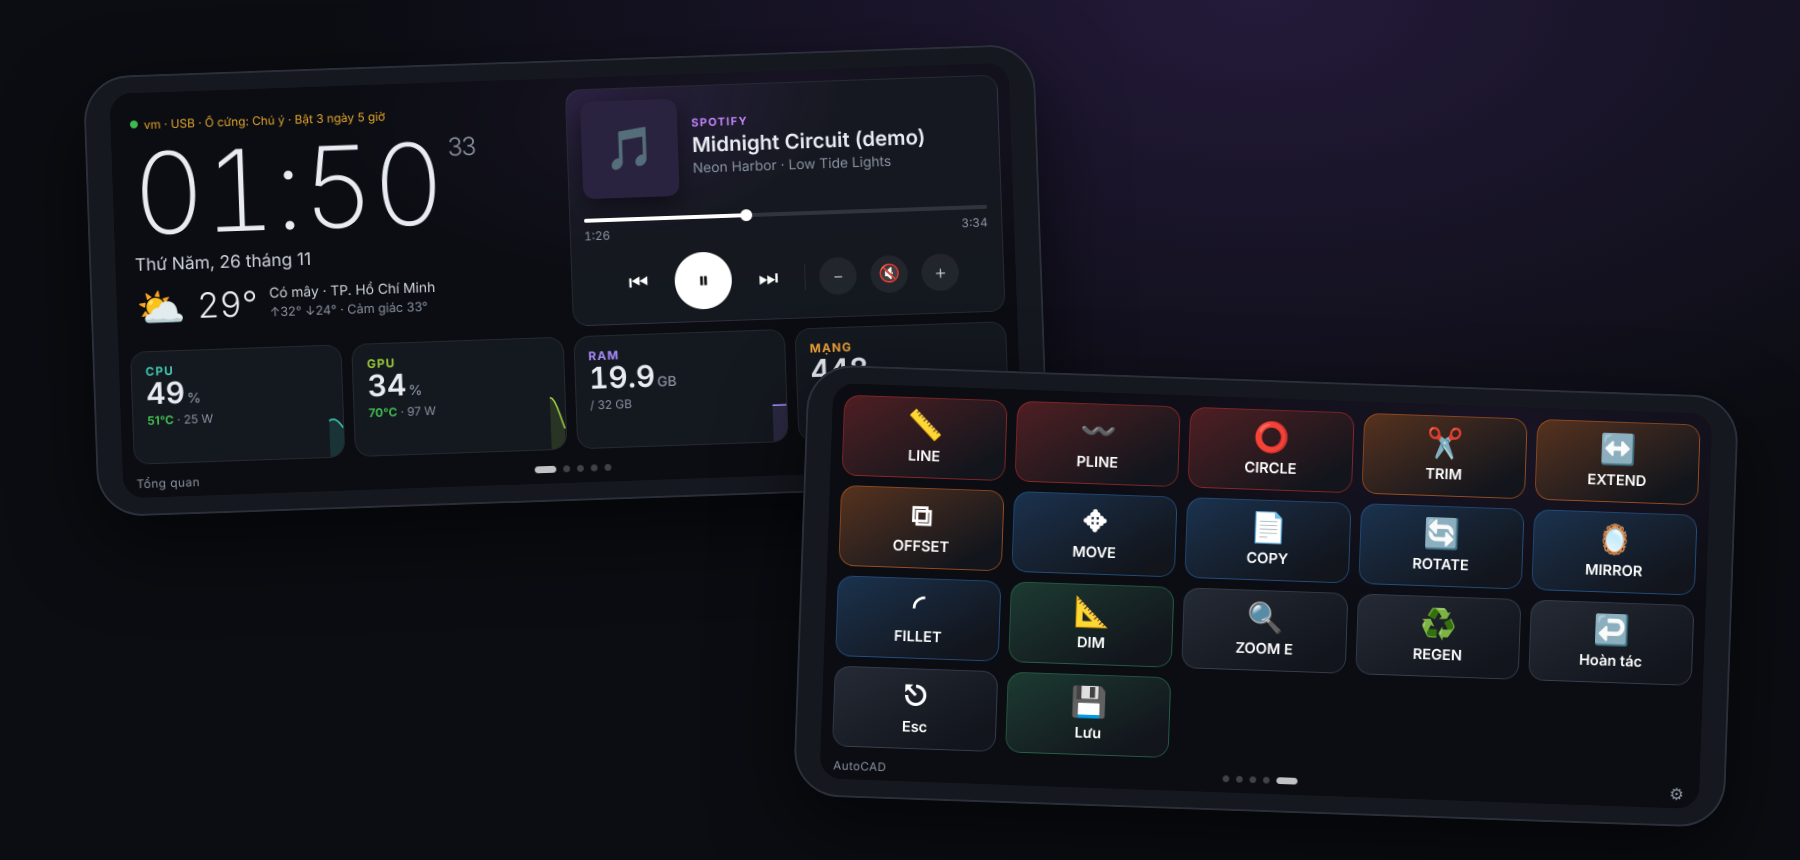 vm · USB · Ổ cứng: Chú ý · Bật 3 ngày 5 giờ
01:50 33
Thứ Năm, 26 tháng 11
29°
Có mây · TP. Hồ Chí Minh
↑32° ↓24° · Cảm giác 33°
SPOTIFY
Midnight Circuit (demo)
Neon Harbor · Low Tide Lights
1:26 3:34
CPU
49 %
51°C · 25 W
GPU
34 %
70°C · 97 W
RAM
19.9 GB
/ 32 GB
MẠNG
448
Tổng quan
LINE
PLINE
CIRCLE
TRIM
EXTEND
OFFSET
MOVE
COPY
ROTATE
MIRROR
FILLET
DIM
ZOOM E
REGEN
Hoàn tác
Esc
Lưu
AutoCAD